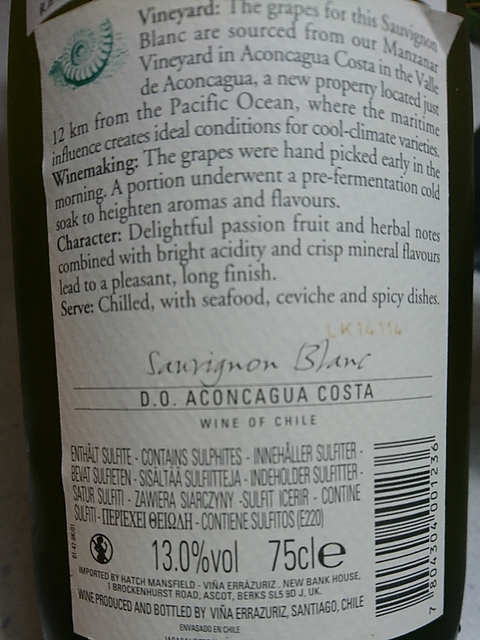 Vineyard: The grapes for this Sauvignon
Blanc are sourced from our Manzanar
Vineyard in Aconcagua Costa in the Valle
de Aconcagua, a new property located just
12 km from the Pacific Ocean, where the maritime
influence creates ideal conditions for cool-climate varieties.
Winemaking: The grapes were hand picked early in the
morning. A portion underwent a pre-fermentation cold
soak to heighten aromas and flavours.
Character: Delightful passion fruit and herbal notes
combined with bright acidity and crisp mineral flavours
lead to a pleasant, long finish.
Serve: Chilled, with seafood, ceviche and spicy dishes.
LK14114
Sauvignon Blanc
D.O. ACONCAGUA COSTA
WINE OF CHILE
ENTHÄLT SULFITE - CONTAINS SULPHITES - INNEHÅLLER SULFITER -
BEVAT SULFIETEN - SISÄLTÄÄ SULFIITTEJA - INDEHOLDER SULFITTER -
SATUR SULFITI - ZAWIERA SIARCZYNY -SULFIT ICERIR - CONTINE
SULFITI - ΠΕΡΙΕΧΕΙ ΘΕΙΩΔΗ - CONTIENE SULFITOS (E220)
13.0%vol 75cl e
IMPORTED BY HATCH MANSFIELD - VIÑA ERRÁZURIZ . NEW BANK HOUSE,
1 BROCKENHURST ROAD, ASCOT, BERKS SL5 9D J, UK.
WINE PRODUCED AND BOTTLED BY VIÑA ERRAZURIZ, SANTIAGO, CHILE
ENVASADO EN CHILE
7 804304 001236